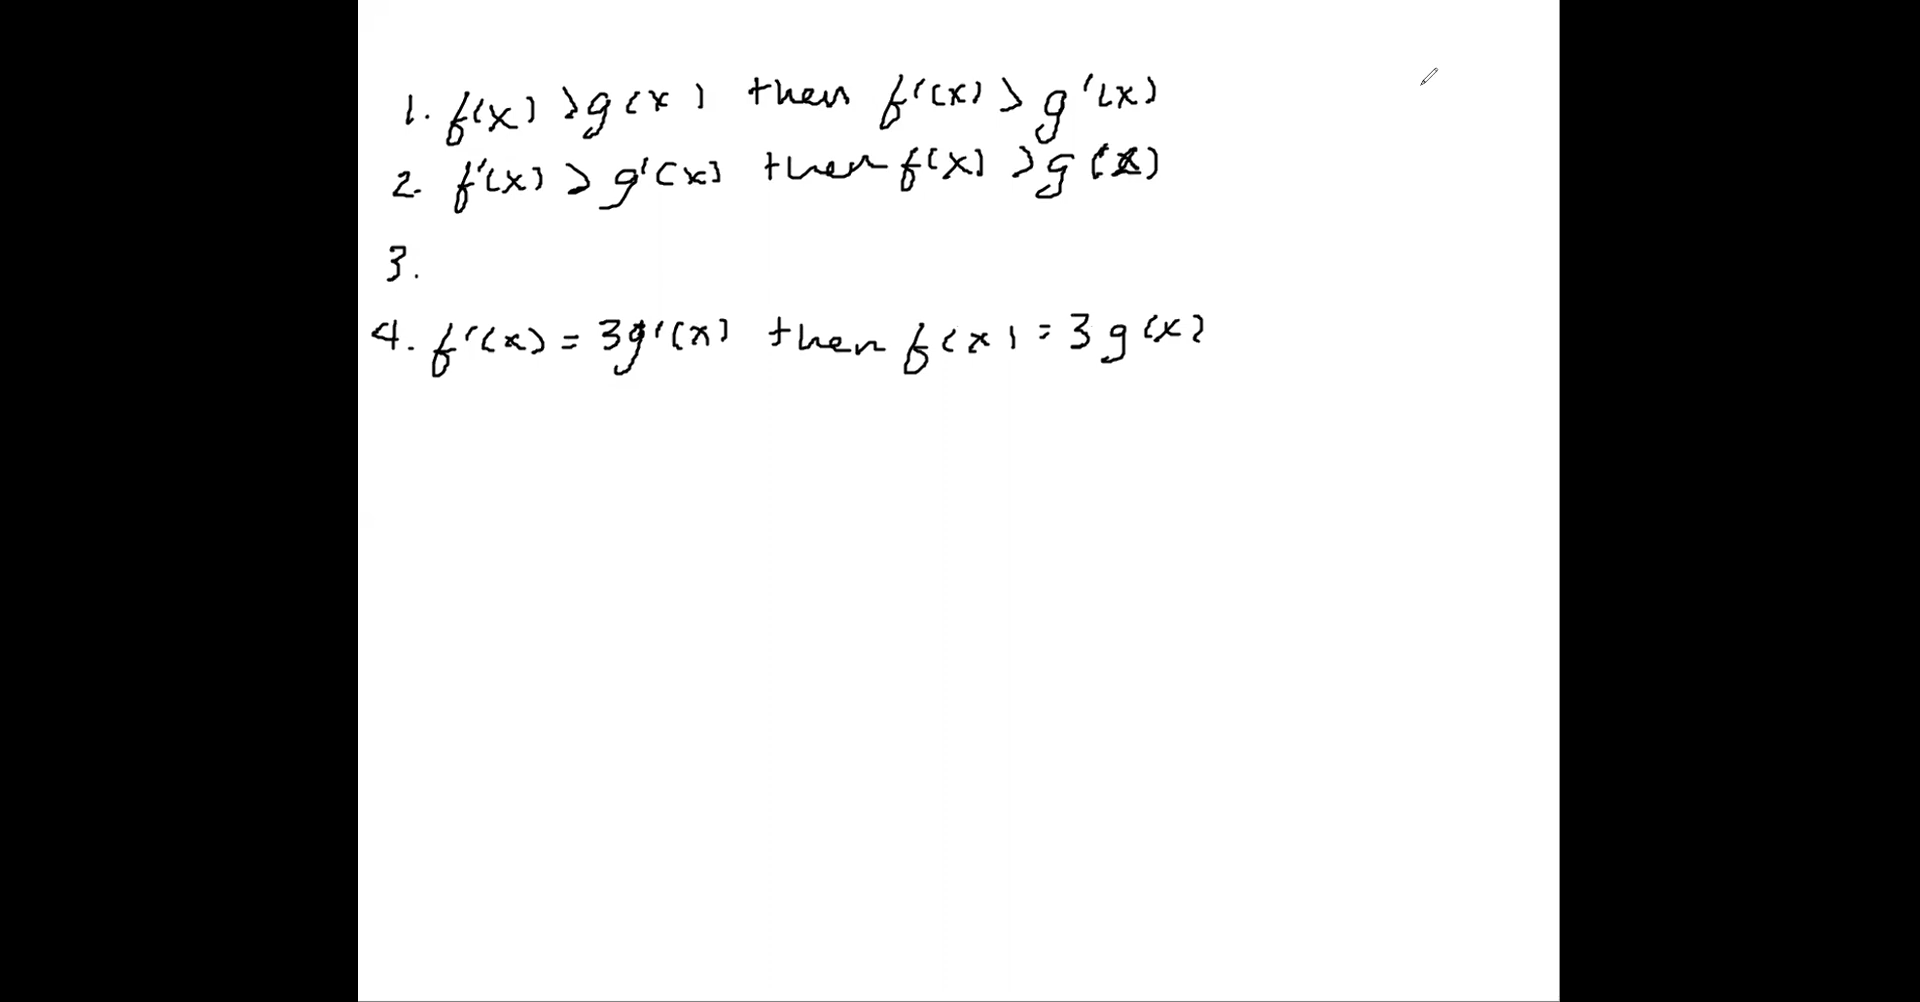 1. f(x) > g(x) then f'(x) > g'(x)
2. f'(x) > g'(x) then f(x) > g(x)
3.
4. f'(x) = 3g'(x) then f(x) = 3g(x)